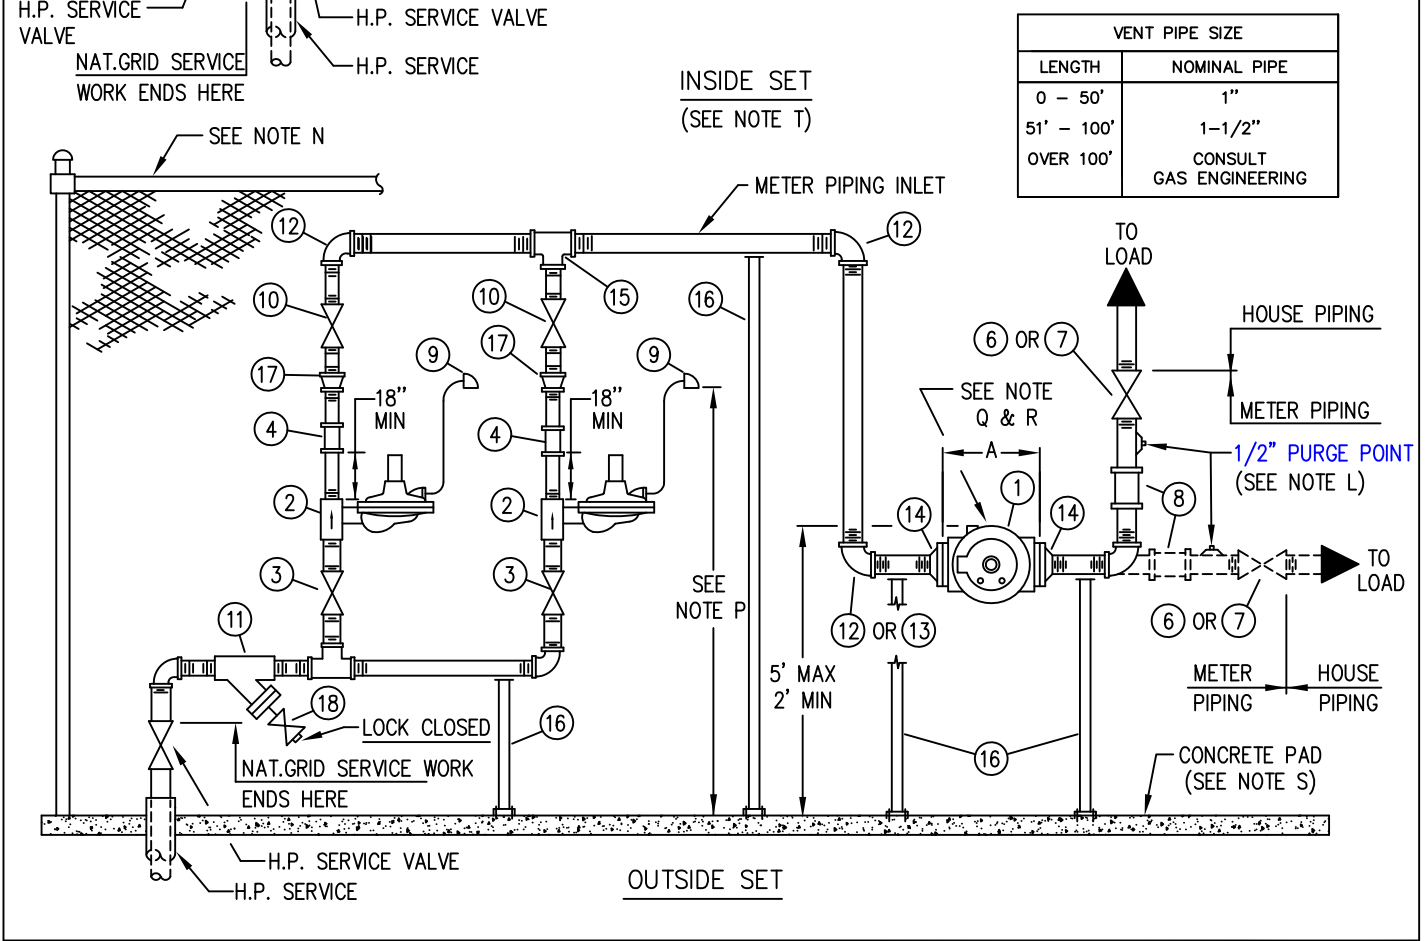 H.P. SERVICE
VALVE
H.P. SERVICE VALVE
NAT.GRID SERVICE
WORK ENDS HERE
H.P. SERVICE
INSIDE SET
(SEE NOTE T)
VENT PIPE SIZE
LENGTH NOMINAL PIPE
0 - 50' 1"
51' - 100' 1-1/2"
OVER 100' CONSULT
GAS ENGINEERING
SEE NOTE N
METER PIPING INLET
12
12
TO
LOAD
10
10
15
16
HOUSE PIPING
6 OR 7
17
9
17
9
18"
MIN
18"
MIN
SEE NOTE
Q & R
METER PIPING
4
4
A
1/2" PURGE POINT
(SEE NOTE L)
2
2
14
1
14
8
3
3
SEE
NOTE P
TO
LOAD
11
12 OR 13
6 OR 7
5' MAX
2' MIN
METER
PIPING
HOUSE
PIPING
18
LOCK CLOSED
16
16
NAT.GRID SERVICE WORK
ENDS HERE
CONCRETE PAD
(SEE NOTE S)
H.P. SERVICE VALVE
H.P. SERVICE
OUTSIDE SET